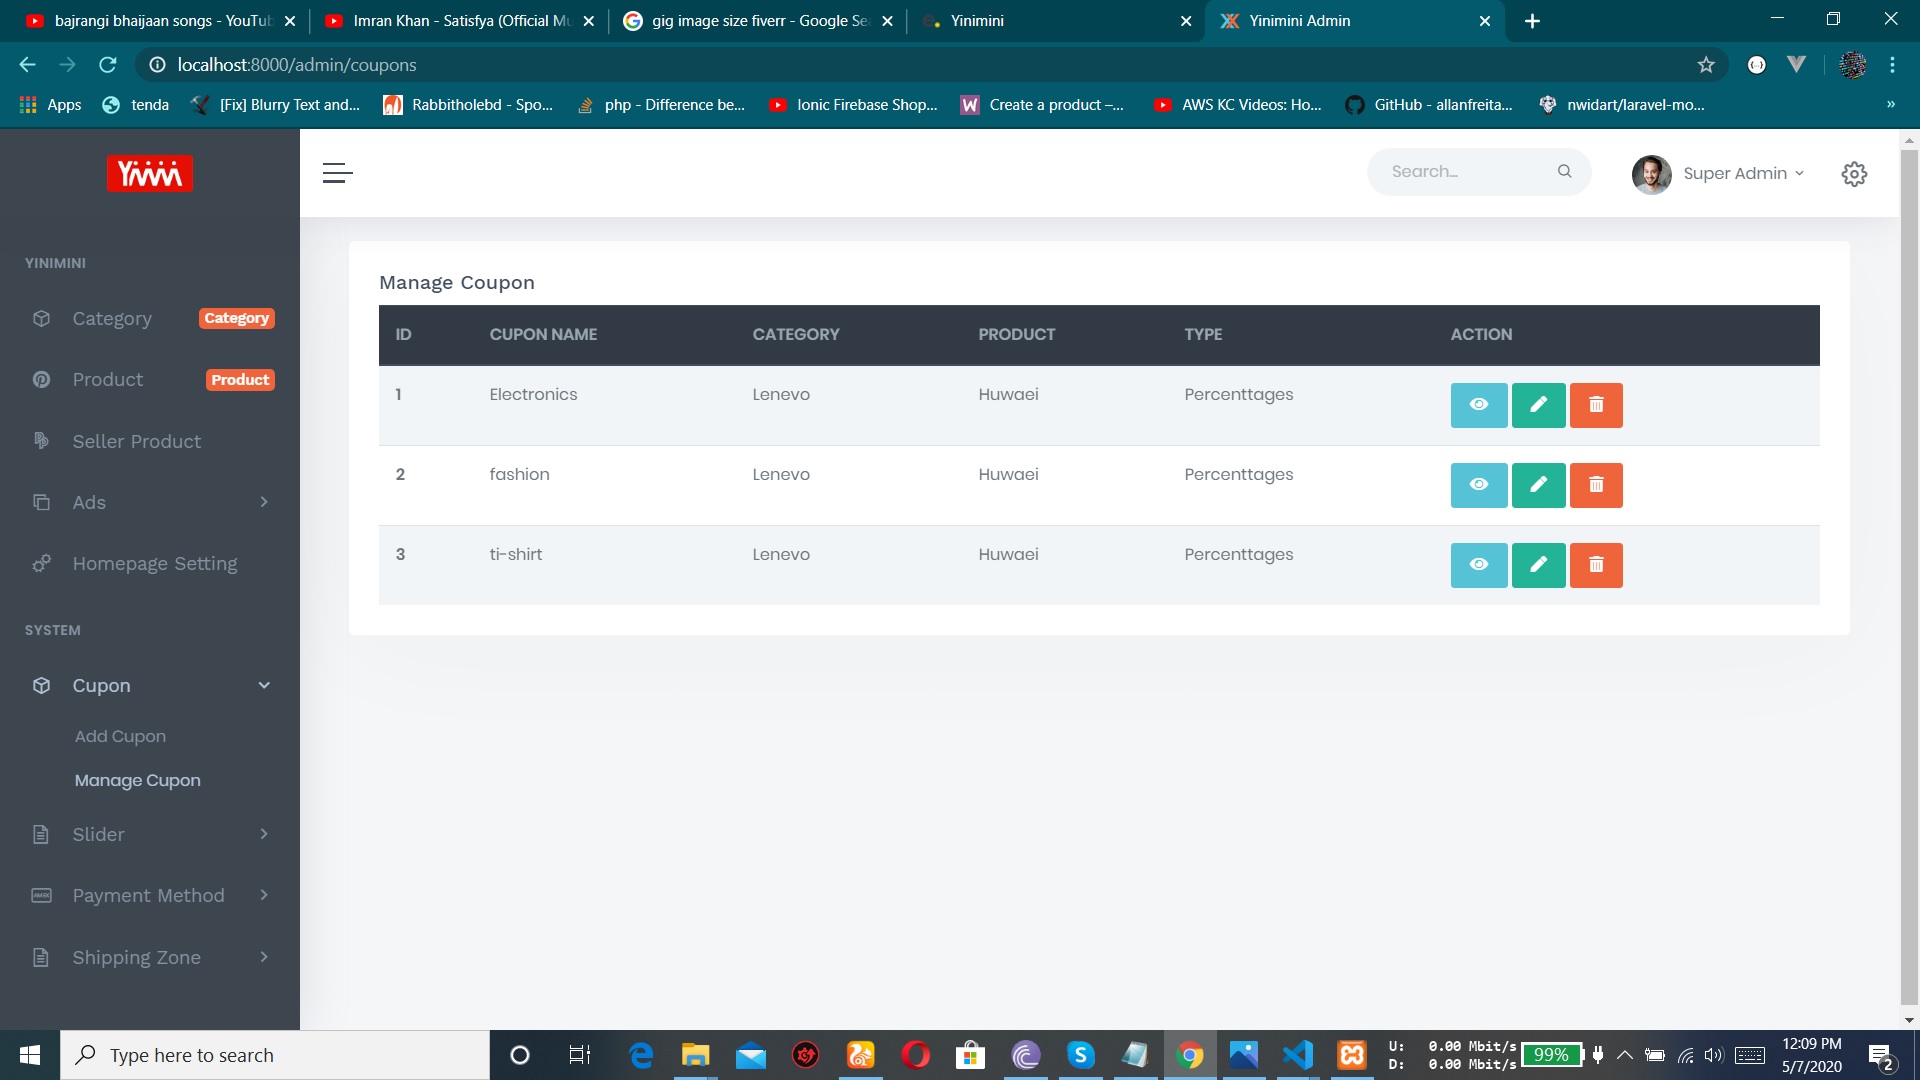 bajrangi bhaijaan songs - YouTub
Imran Khan - Satisfya (Official Mu
gig image size fiverr - Google Sea
Yinimini
Yinimini Admin
localhost:8000/admin/coupons
Apps
tenda
[Fix] Blurry Text and...
Rabbitholebd - Spo...
php - Difference be...
Ionic Firebase Shop...
Create a product –...
AWS KC Videos: Ho...
GitHub - allanfreita...
nwidart/laravel-mo...
»
Search...
Super Admin
YINIMINI
Category
Category
Product
Product
Seller Product
Ads
Homepage Setting
SYSTEM
Cupon
Add Cupon
Manage Cupon
Slider
Payment Method
Shipping Zone
Manage Coupon
ID CUPON NAME CATEGORY PRODUCT TYPE ACTION
1 Electronics Lenevo Huwaei Percenttages
2 fashion Lenevo Huwaei Percenttages
3 ti-shirt Lenevo Huwaei Percenttages
Type here to search
U: 0.00 Mbit/s
D: 0.00 Mbit/s
99%
12:09 PM
5/7/2020
2